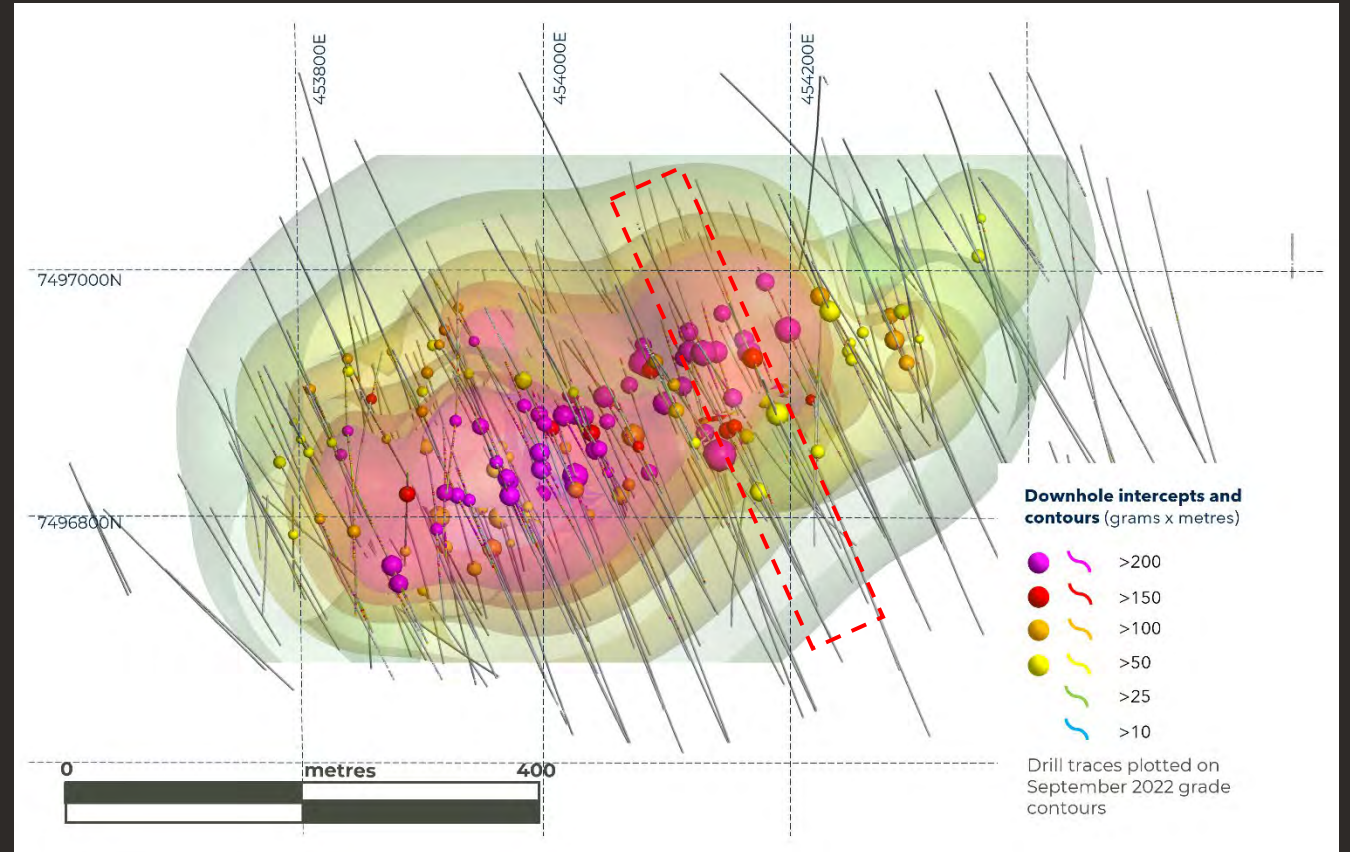 453800E
454000E
454200E
7497000N
7496800N
Downhole intercepts and
contours (grams x metres)
>200
>150
>100
>50
>25
>10
Drill traces plotted on
September 2022 grade
contours
0 metres 400